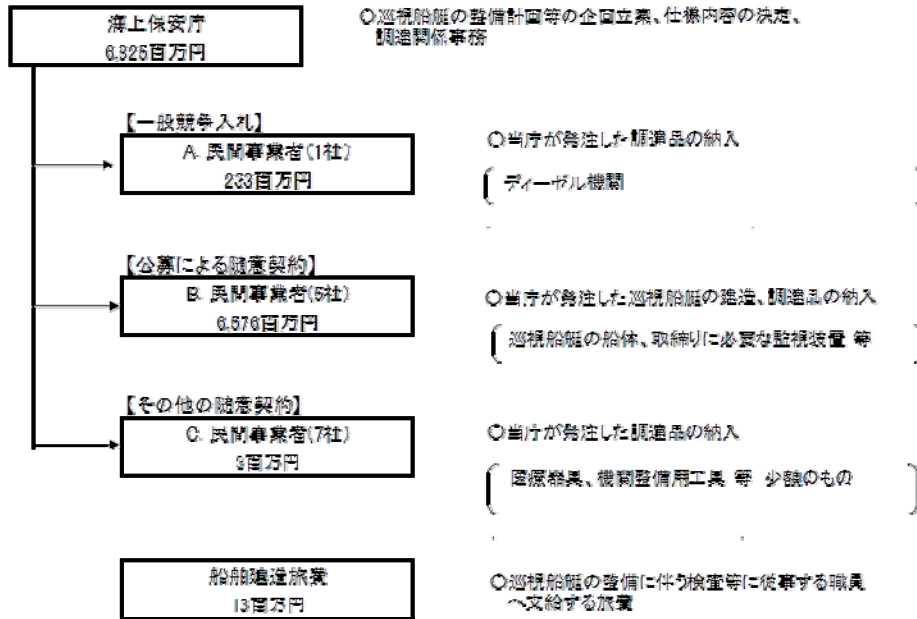 海上保安庁
6,825百万円
○巡視船艇の整備計画等の企画立案、仕様内容の決定、
調達関係事務
【一般競争入札】
A. 民間事業者(1社)
233百万円
○当庁が発注した調達品の納入
ディーゼル機関
【公募による随意契約】
B. 民間事業者(5社)
6,576百万円
○当庁が発注した巡視船艇の建造、調達品の納入
巡視船艇の船体、取締りに必要な監視装置 等
【その他の随意契約】
C. 民間事業者(7社)
3百万円
○当庁が発注した調達品の納入
医療器具、機関整備用工具 等 少額のもの
船舶建造旅費
13百万円
○巡視船艇の整備に伴う検査等に従事する職員
へ支給する旅費